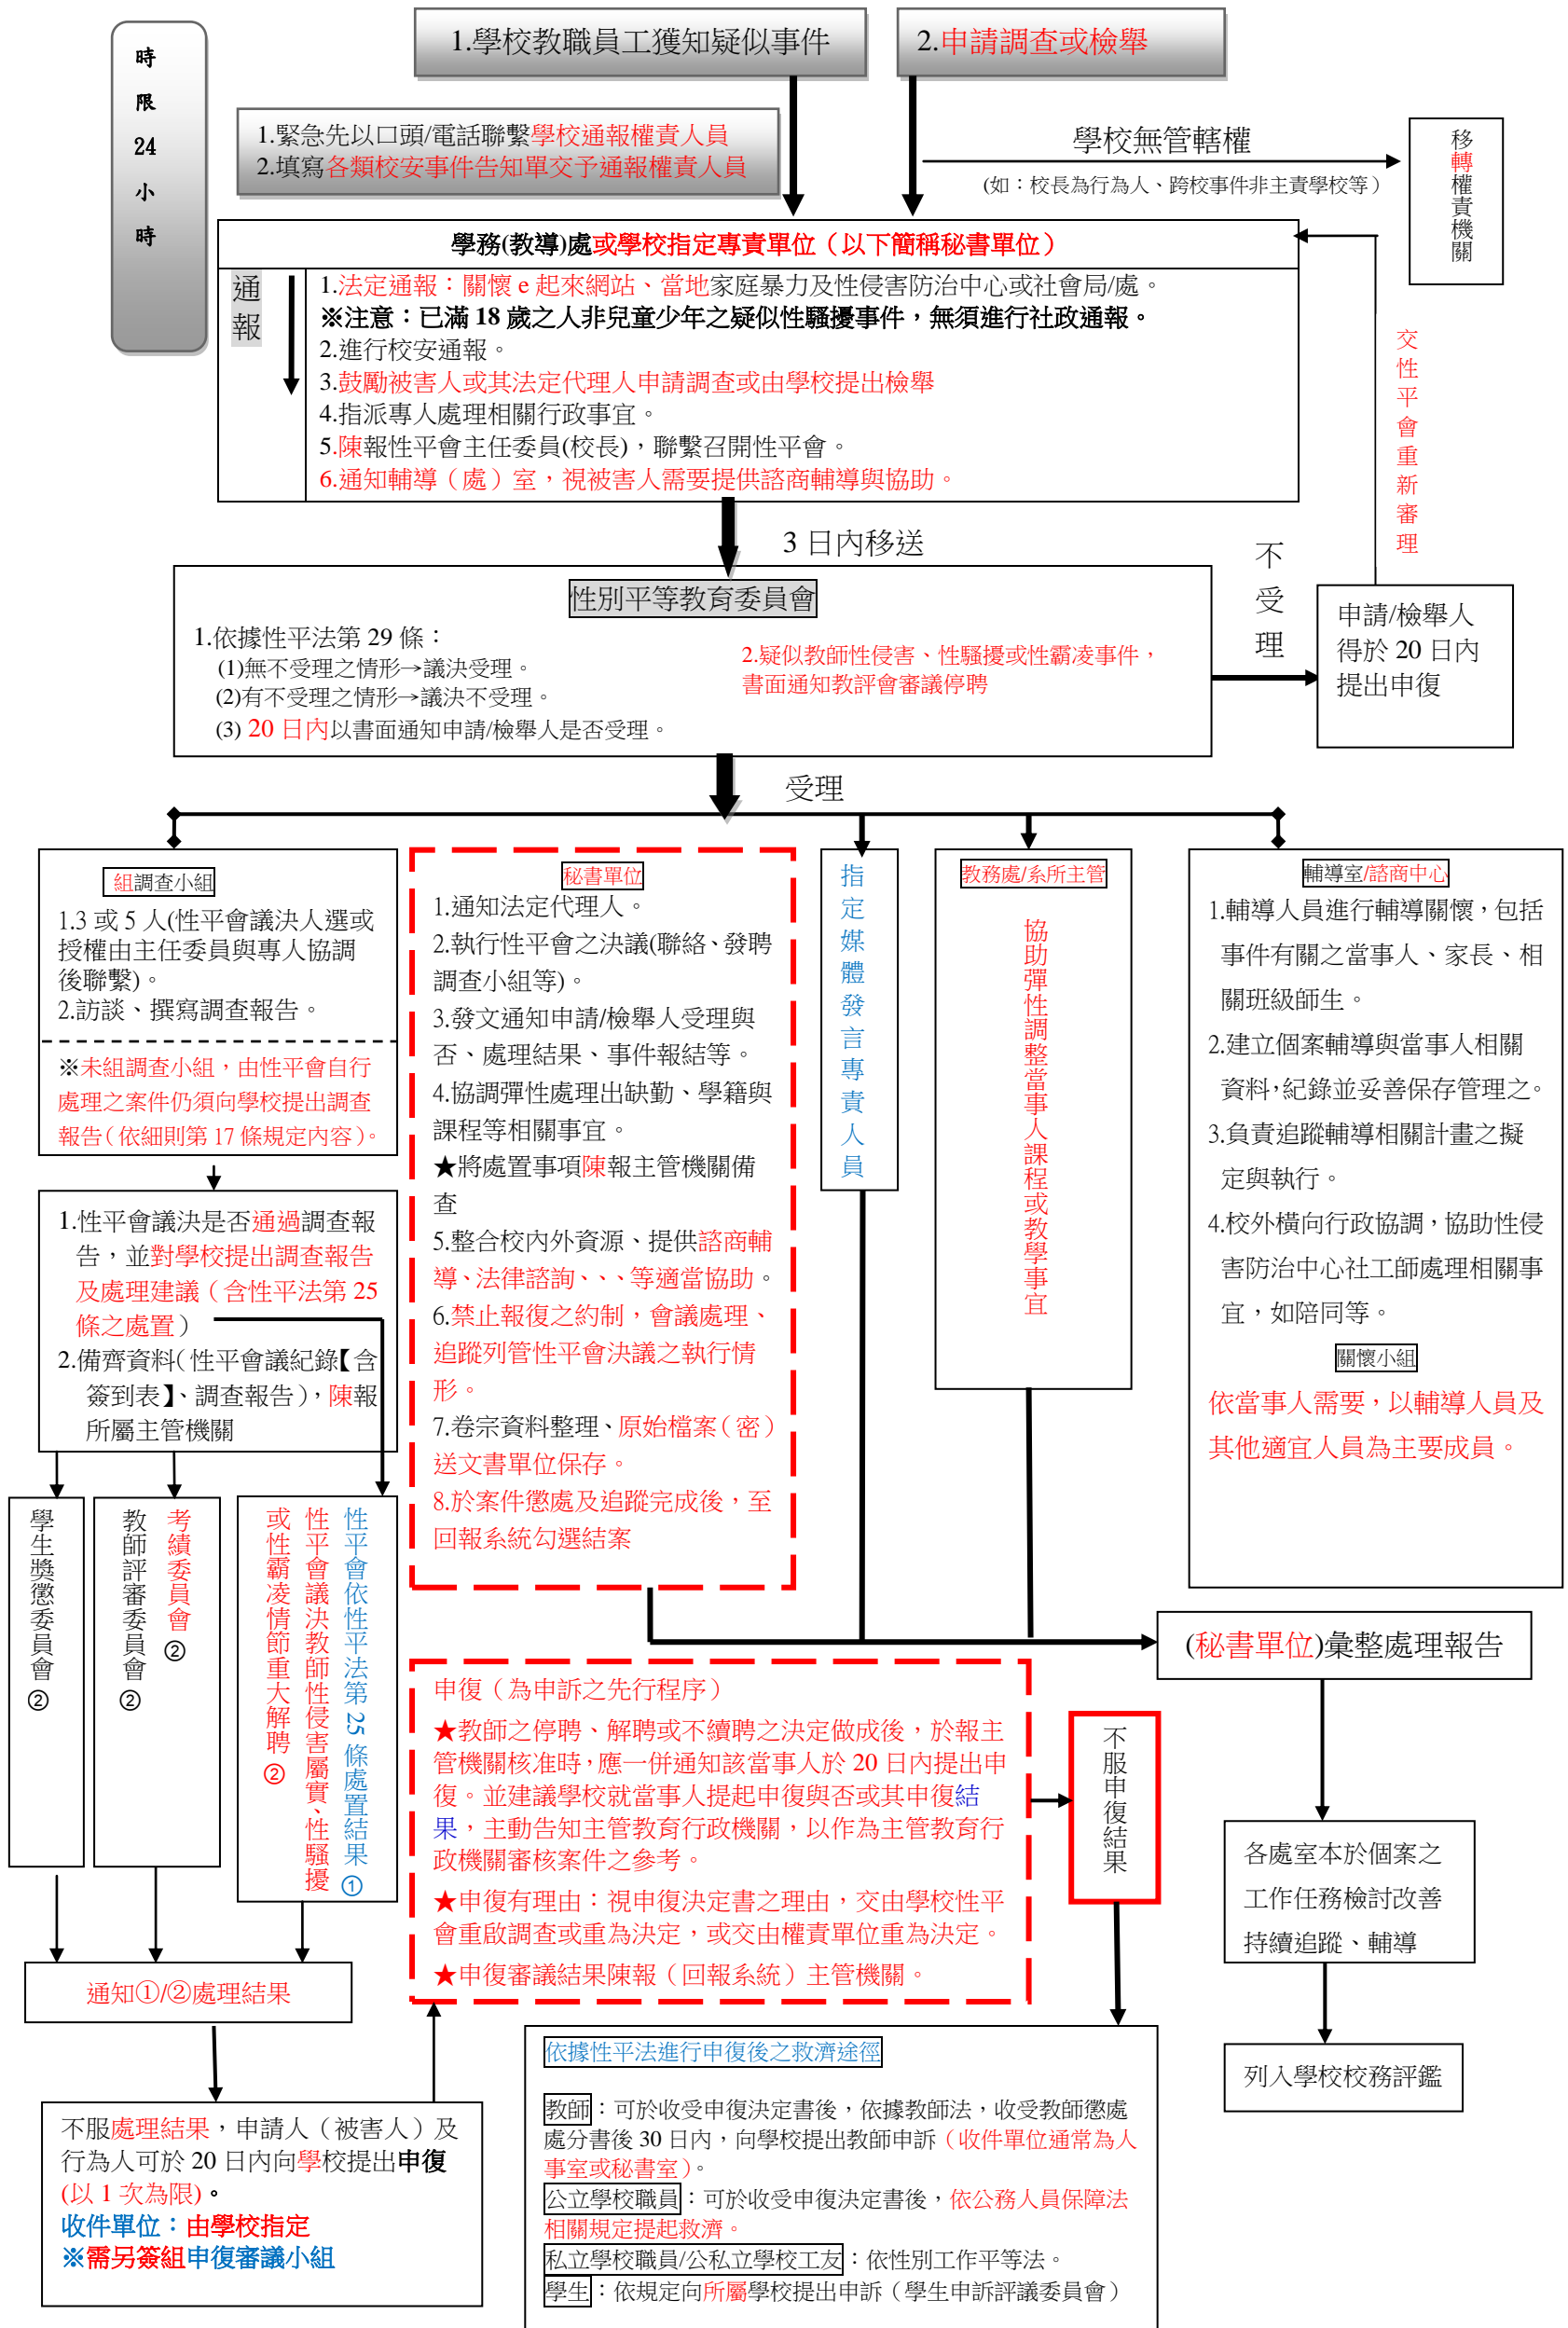 時
限
24
小
時
1.學校教職員工獲知疑似事件
2.申請調查或檢舉
1.緊急先以口頭/電話聯繫學校通報權責人員
2.填寫各類校安事件告知單交予通報權責人員
學校無管轄權
(如：校長為行為人、跨校事件非主責學校等）
移轉權責機關
學務(教導)處或學校指定專責單位（以下簡稱秘書單位）
通
報
1.法定通報：關懷 e 起來網站、當地家庭暴力及性侵害防治中心或社會局/處。
※注意：已滿 18 歲之人非兒童少年之疑似性騷擾事件，無須進行社政通報。
2.進行校安通報。
3.鼓勵被害人或其法定代理人申請調查或由學校提出檢舉
4.指派專人處理相關行政事宜。
5.陳報性平會主任委員(校長)，聯繫召開性平會。
6.通知輔導（處）室，視被害人需要提供諮商輔導與協助。
交性平會重新審理
3 日內移送
性別平等教育委員會
1.依據性平法第 29 條：
(1)無不受理之情形→議決受理。
(2)有不受理之情形→議決不受理。
(3) 20 日內以書面通知申請/檢舉人是否受理。
2.疑似教師性侵害、性騷擾或性霸凌事件，
書面通知教評會審議停聘
不
受
理
申請/檢舉人
得於 20 日內
提出申復
受理
組調查小組
1.3 或 5 人(性平會議決人選或
授權由主任委員與專人協調
後聯繫)。
2.訪談、撰寫調查報告。
※未組調查小組，由性平會自行
處理之案件仍須向學校提出調查
報告（依細則第 17 條規定內容）。
1.性平會議決是否通過調查報
告，並對學校提出調查報告
及處理建議（含性平法第 25
條之處置）
2.備齊資料（性平會議紀錄【含
簽到表】、調查報告），陳報
所屬主管機關
學生獎懲委員會②
考績委員會②
教師評審委員會②
性平會依性平法第 25 條處置結果①
性平會議決教師性侵害屬實、性騷擾
或性霸凌情節重大解聘②
通知①/②處理結果
不服處理結果，申請人（被害人）及
行為人可於 20 日內向學校提出申復
(以 1 次為限)。
收件單位：由學校指定
※需另簽組申復審議小組
秘書單位
1.通知法定代理人。
2.執行性平會之決議(聯絡、發聘
調查小組等)。
3.發文通知申請/檢舉人受理與
否、處理結果、事件報結等。
4.協調彈性處理出缺勤、學籍與
課程等相關事宜。
★將處置事項陳報主管機關備
查
5.整合校內外資源、提供諮商輔
導、法律諮詢、、、等適當協助。
6.禁止報復之約制，會議處理、
追蹤列管性平會決議之執行情
形。
7.卷宗資料整理、原始檔案（密）
送文書單位保存。
8.於案件懲處及追蹤完成後，至
回報系統勾選結案
指定媒體發言專責人員
教務處/系所主管
協助彈性調整當事人課程或教學事宜
輔導室/諮商中心
1.輔導人員進行輔導關懷，包括
事件有關之當事人、家長、相
關班級師生。
2.建立個案輔導與當事人相關
資料，紀錄並妥善保存管理之。
3.負責追蹤輔導相關計畫之擬
定與執行。
4.校外橫向行政協調，協助性侵
害防治中心社工師處理相關事
宜，如陪同等。
關懷小組
依當事人需要，以輔導人員及
其他適宜人員為主要成員。
(秘書單位)彙整處理報告
各處室本於個案之
工作任務檢討改善
持續追蹤、輔導
列入學校校務評鑑
申復（為申訴之先行程序）
★教師之停聘、解聘或不續聘之決定做成後，於報主
管機關核准時，應一併通知該當事人於 20 日內提出申
復。並建議學校就當事人提起申復與否或其申復結
果，主動告知主管教育行政機關，以作為主管教育行
政機關審核案件之參考。
★申復有理由：視申復決定書之理由，交由學校性平
會重啟調查或重為決定，或交由權責單位重為決定。
★申復審議結果陳報（回報系統）主管機關。
不服申復結果
依據性平法進行申復後之救濟途徑
教師：可於收受申復決定書後，依據教師法，收受教師懲處
處分書後 30 日內，向學校提出教師申訴（收件單位通常為人
事室或秘書室）。
公立學校職員：可於收受申復決定書後，依公務人員保障法
相關規定提起救濟。
私立學校職員/公私立學校工友：依性別工作平等法。
學生：依規定向所屬學校提出申訴（學生申訴評議委員會）